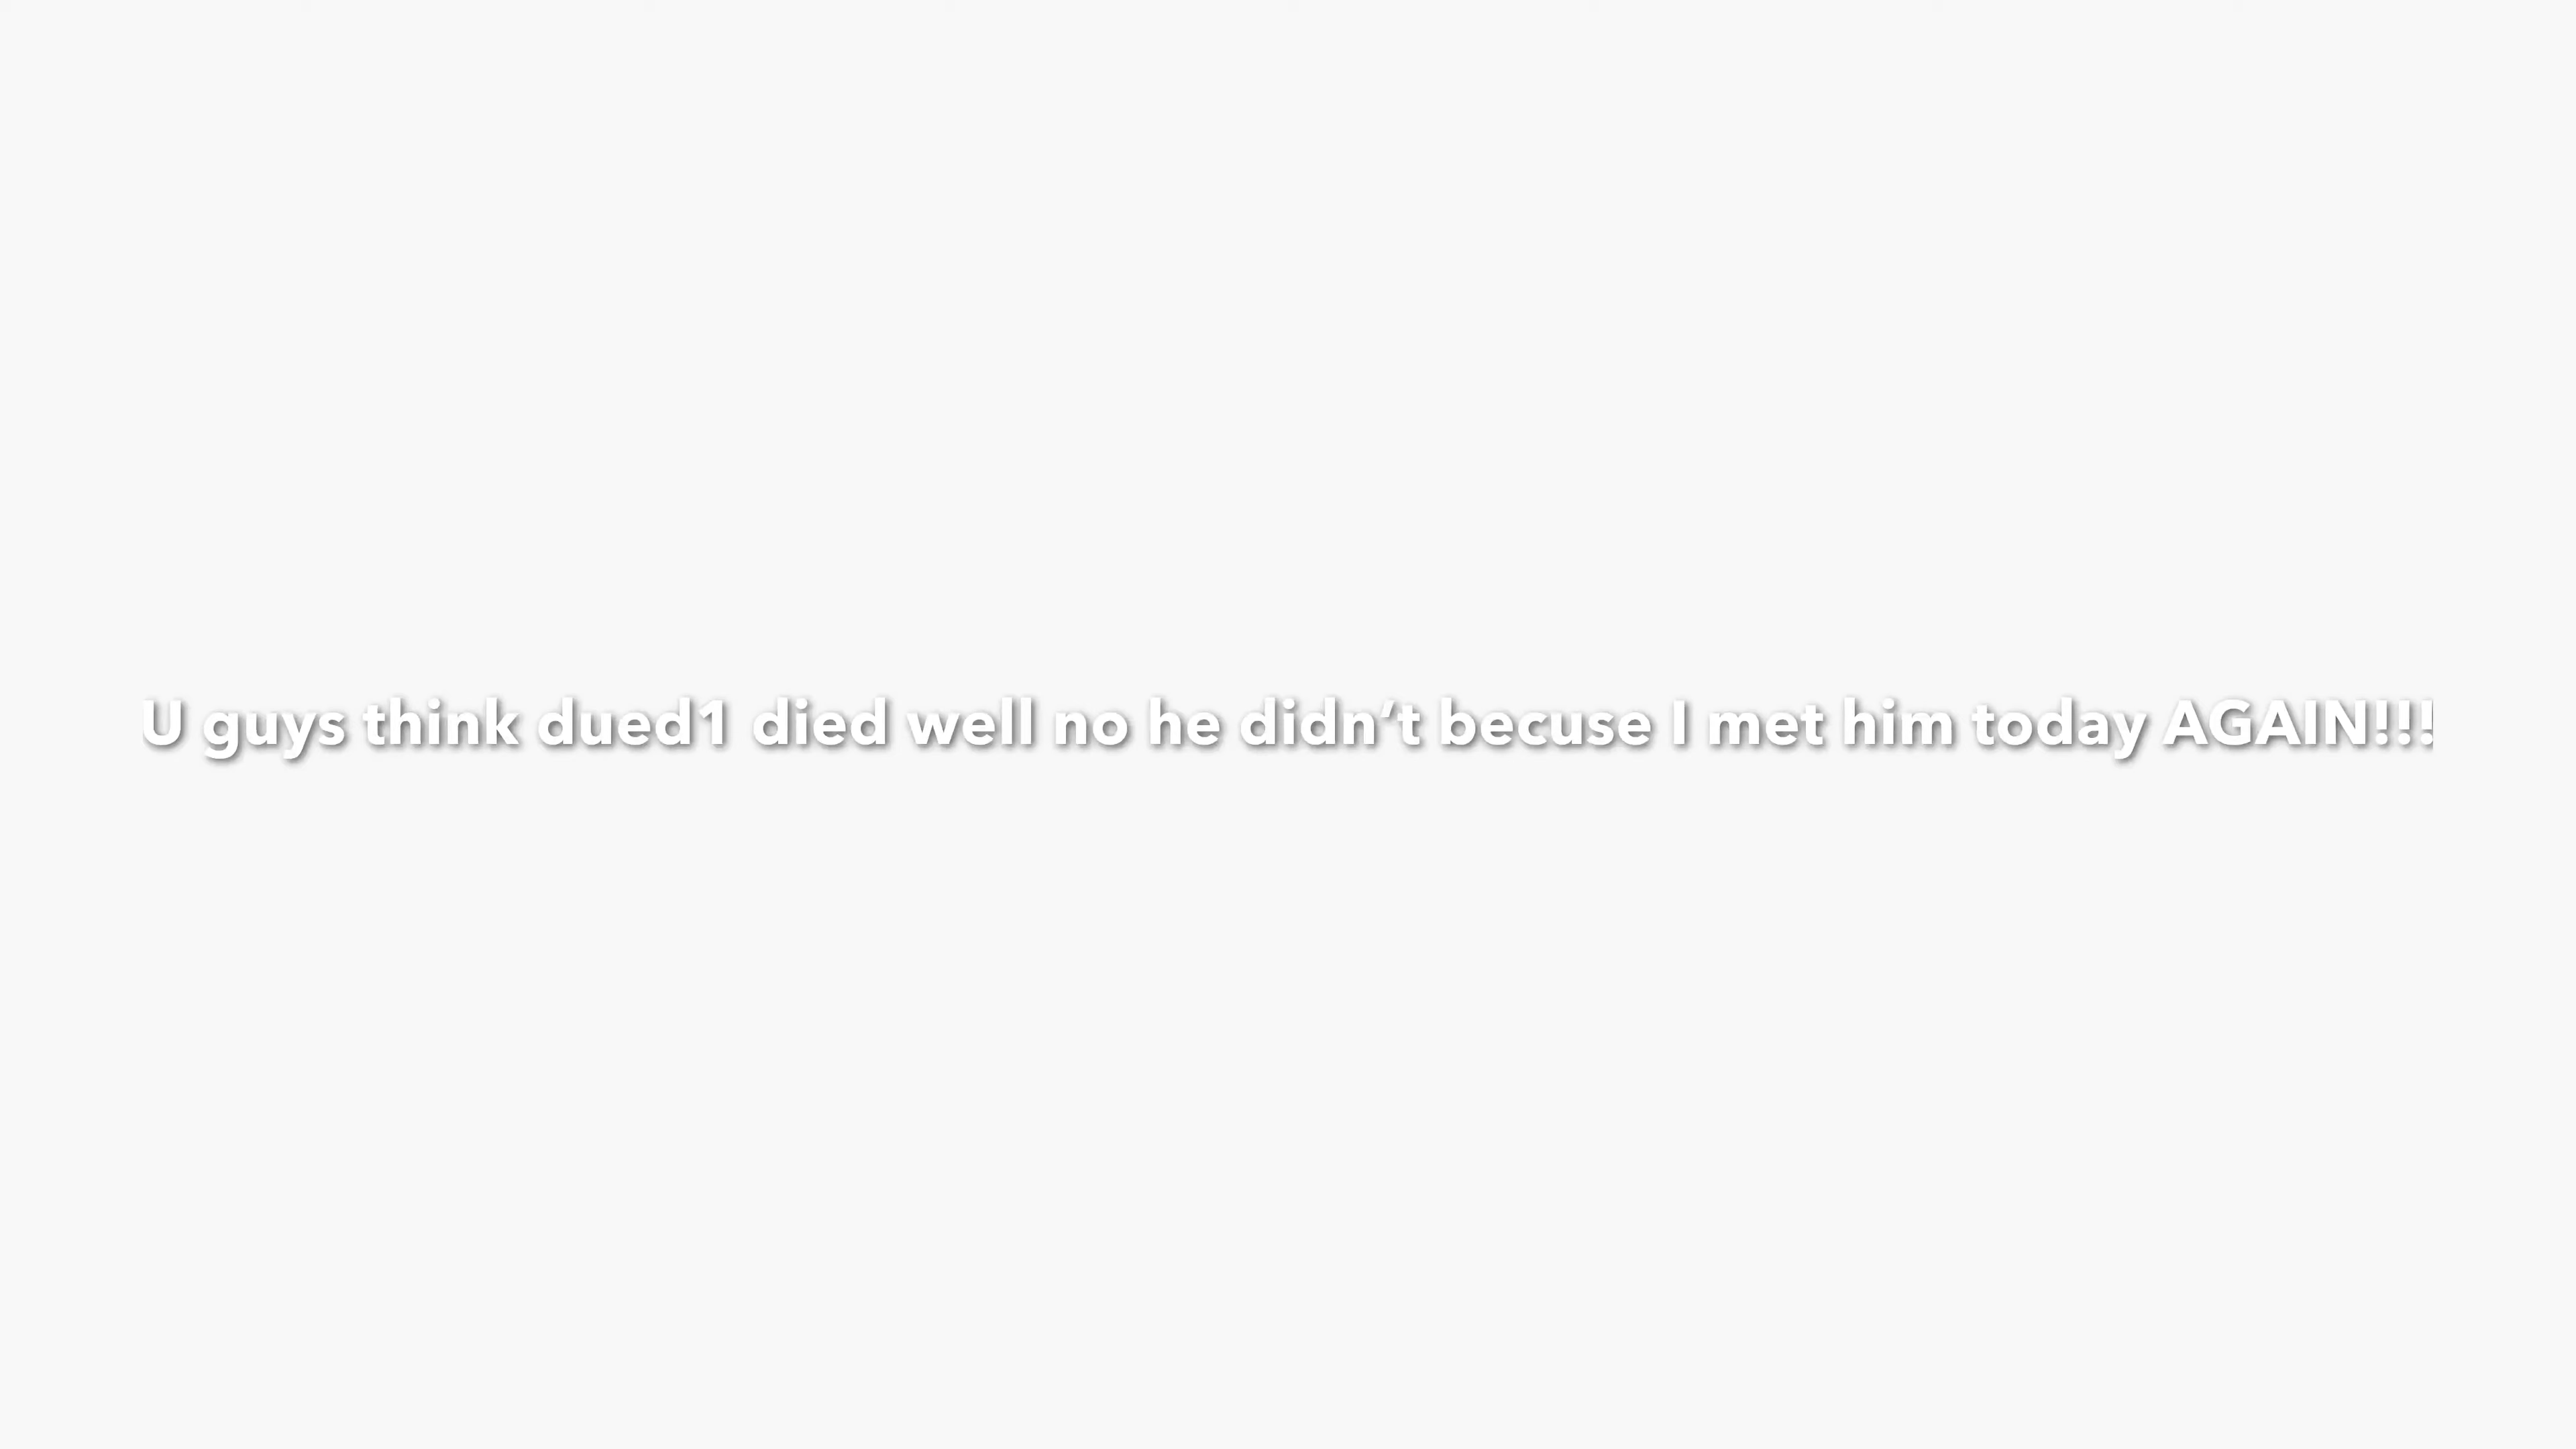 U guys think dued1 died well no he didn‘t becuse I met him today AGAIN!!!